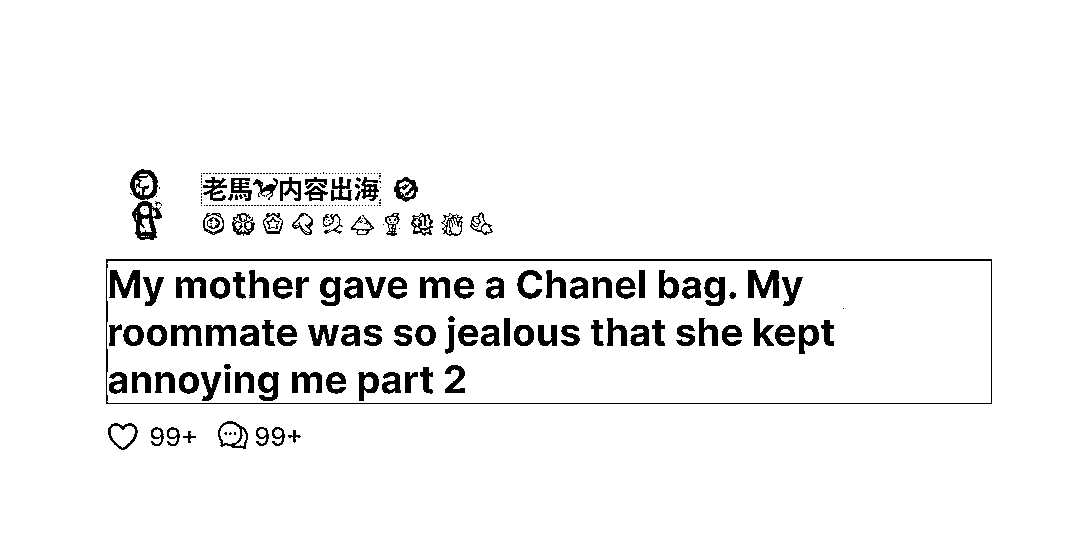 老馬🐎内容出海
My mother gave me a Chanel bag. My
roommate was so jealous that she kept
annoying me part 2
99+ 99+